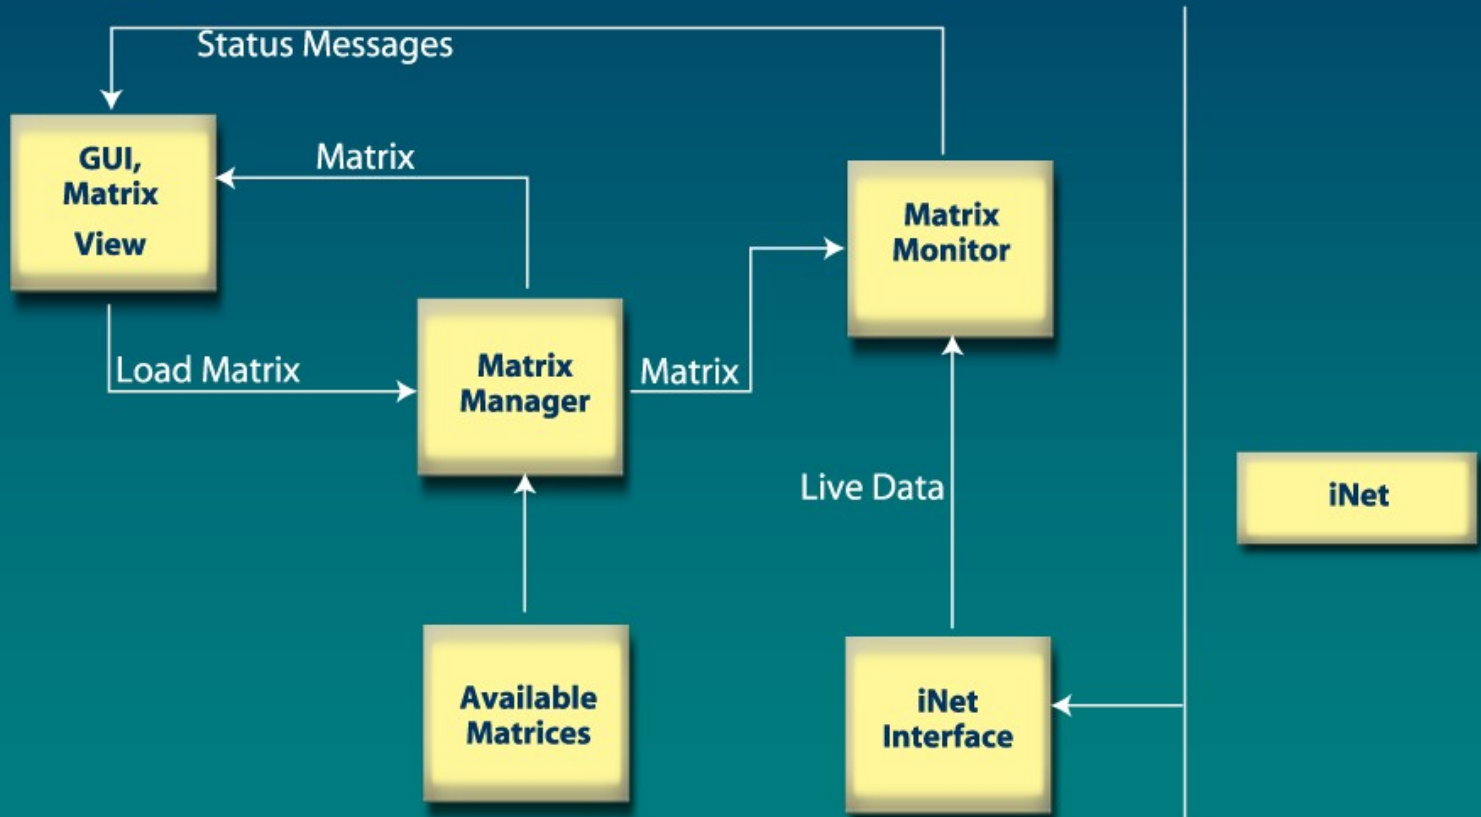 Status Messages
GUI,
Matrix
View
Matrix
Matrix
Monitor
Load Matrix
Matrix
Manager
Matrix
Live Data
iNet
Available
Matrices
iNet
Interface